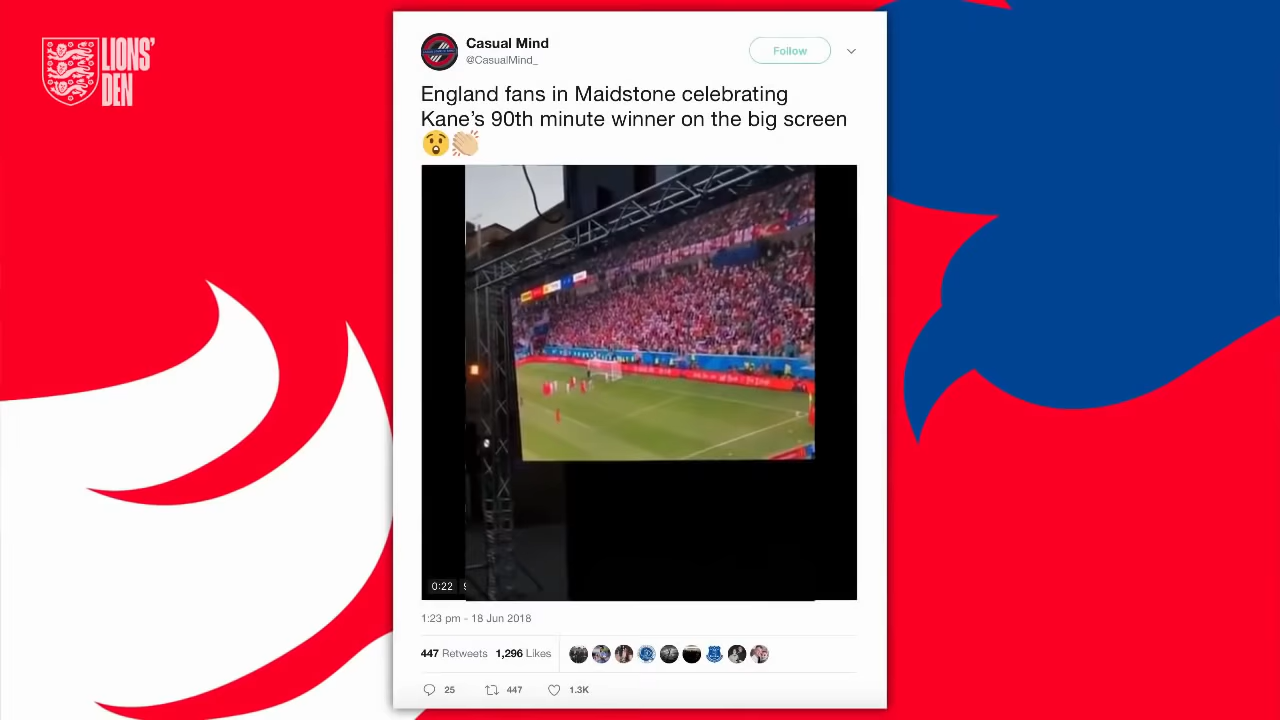 LIONS'
DEN
Casual Mind
@CasualMind_
Follow
England fans in Maidstone celebrating
Kane's 90th minute winner on the big screen
😲👏🏼
0:22
1:23 pm - 18 Jun 2018
447 Retweets 1,296 Likes
25 447 1.3K